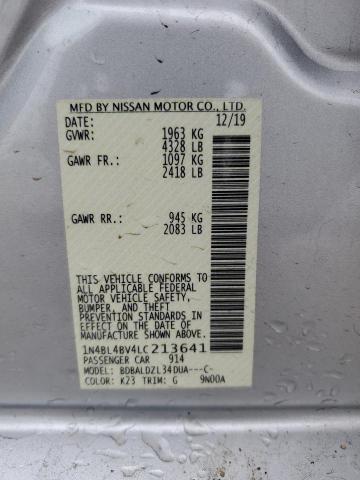 MFD BY NISSAN MOTOR CO., LTD.
DATE: 12/19
GVWR: 1963 KG
4328 LB
GAWR FR.: 1097 KG
2418 LB
GAWR RR.: 945 KG
2083 LB
THIS VEHICLE CONFORMS
TO ALL APPLICABLE FEDERAL
MOTOR VEHICLE SAFETY,
BUMPER, AND THEFT
PREVENTION STANDARDS IN
EFFECT ON THE DATE OF
MANUFACTURE SHOWN ABOVE.
1N4BL4BV4LC213641
PASSENGER CAR 914
MODEL: BDBALDZL34DUA---C-
COLOR: K23 TRIM: G 9N00A